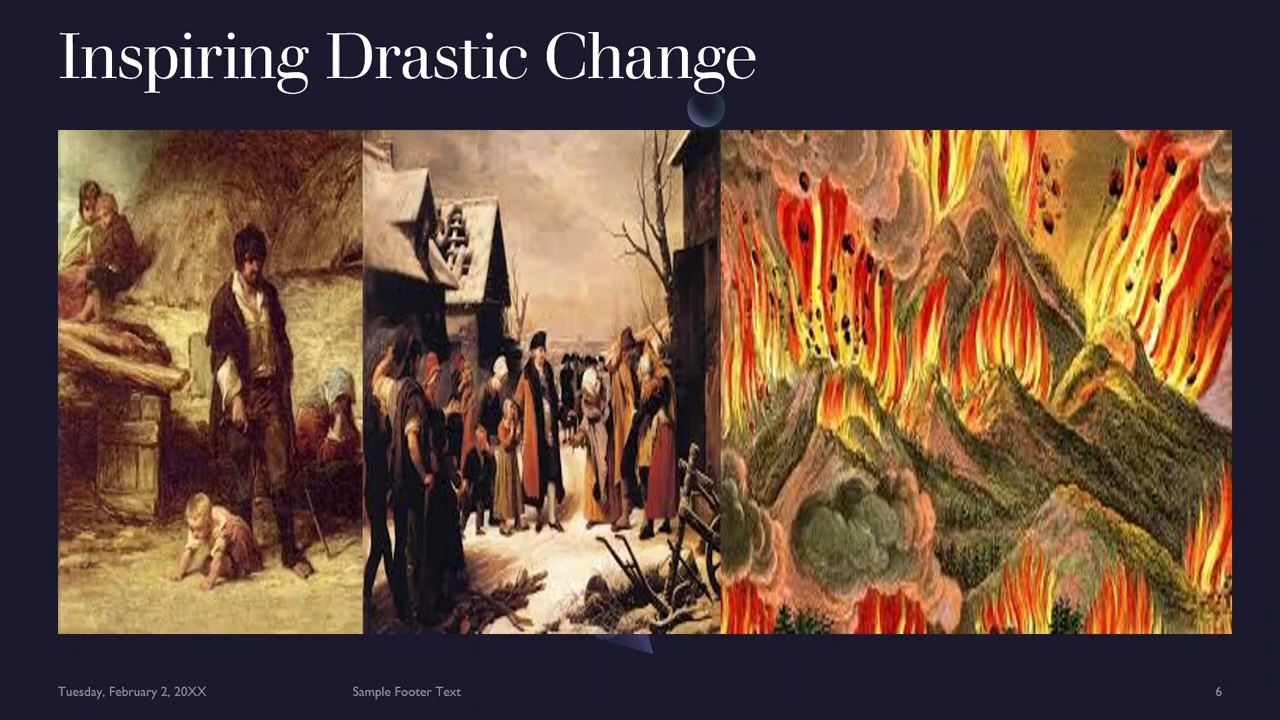 Inspiring Drastic Change
Tuesday, February 2, 20XX
Sample Footer Text
6